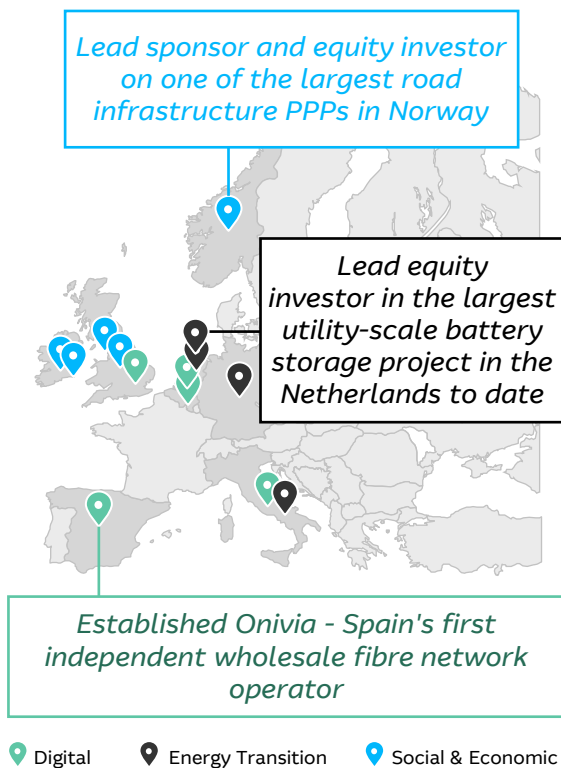 Lead sponsor and equity investor
on one of the largest road
infrastructure PPPs in Norway
Lead equity
investor in the largest
utility-scale battery
storage project in the
Netherlands to date
Established Onivia - Spain's first
independent wholesale fibre network
operator
Digital
Energy Transition
Social & Economic